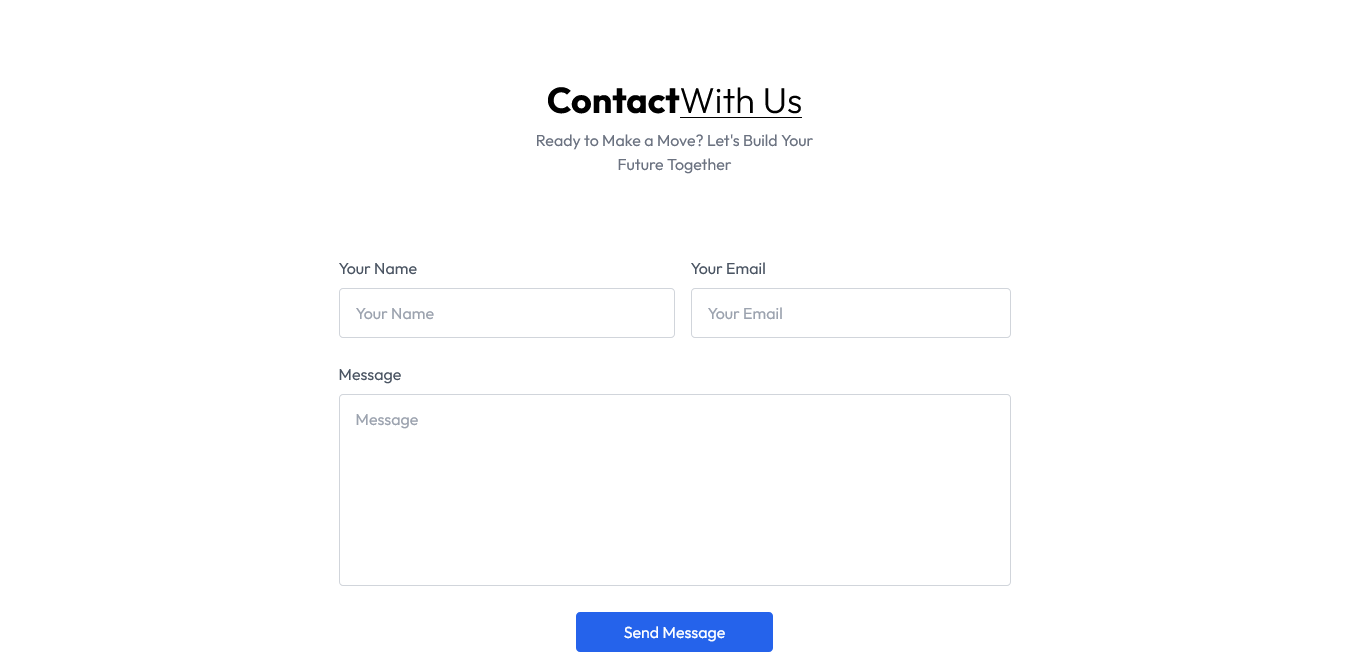 ContactWith Us
Ready to Make a Move? Let's Build Your
Future Together
Your Name
Your Email
Your Name
Your Email
Message
Message
Send Message